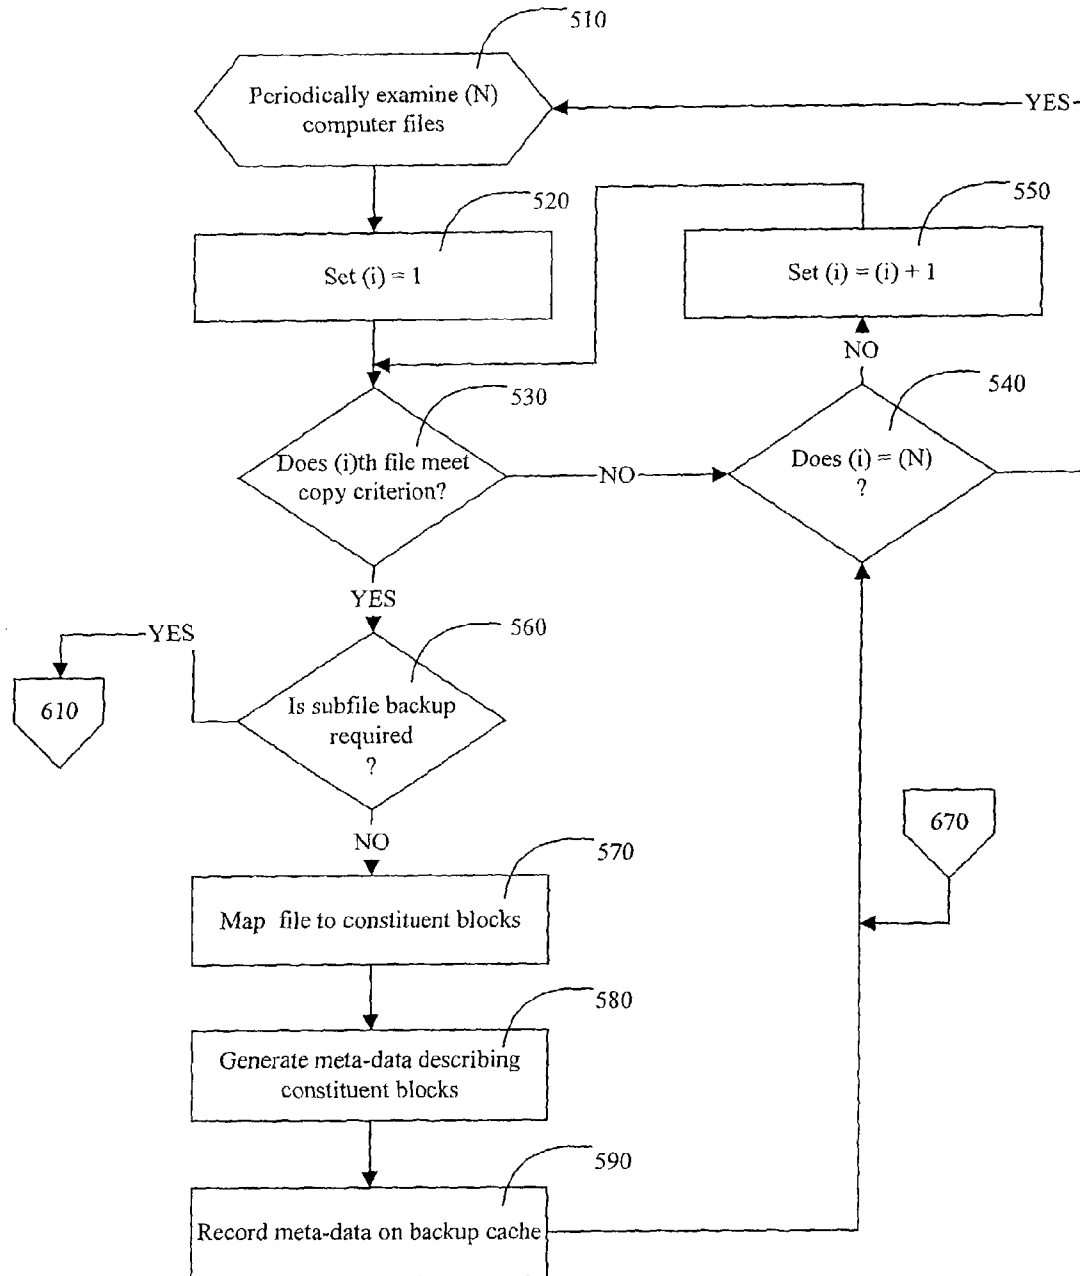 510
Periodically examine (N)
computer files
YES
520
Set (i) = 1
550
Set (i) = (i) + 1
NO
530
Does (i)th file meet
copy criterion?
NO
540
Does (i) = (N)
?
YES
560
Is subfile backup
required
?
YES
610
NO
570
Map file to constituent blocks
670
580
Generate meta-data describing
constituent blocks
590
Record meta-data on backup cache